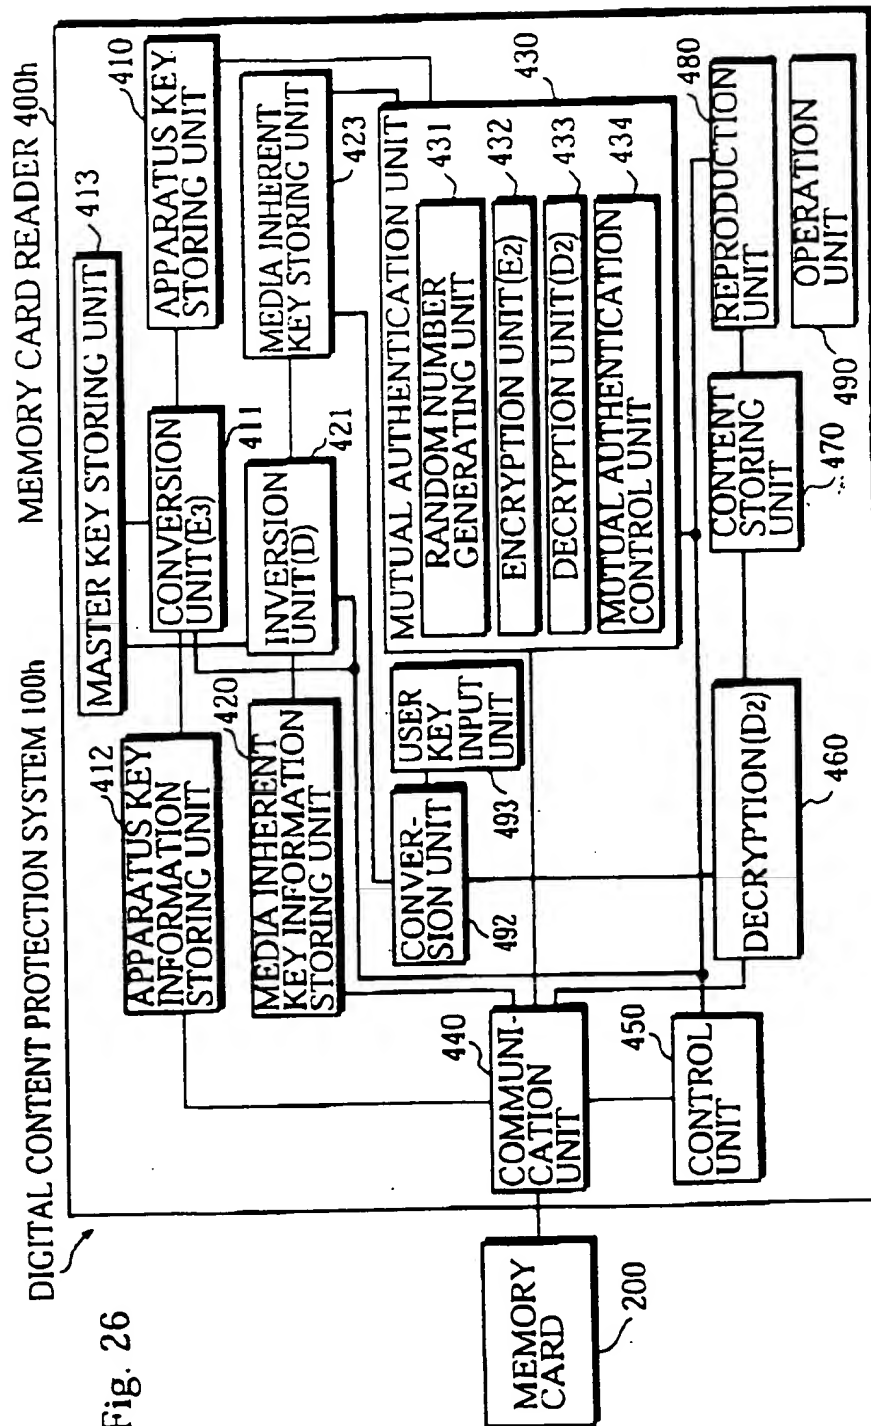 Fig. 26
DIGITAL CONTENT PROTECTION SYSTEM 100h
MEMORY CARD READER 400h
MASTER KEY STORING UNIT
413
APPARATUS KEY
INFORMATION
STORING UNIT
412
CONVERSION
UNIT(E3)
411
APPARATUS KEY
STORING UNIT
410
MEDIA INHERENT
KEY INFORMATION
STORING UNIT
420
INVERSION
UNIT(D)
421
MEDIA INHERENT
KEY STORING UNIT
423
CONVER-
SION UNIT
492
USER
KEY
INPUT
UNIT
493
MUTUAL AUTHENTICATION UNIT
430
RANDOM NUMBER
GENERATING UNIT
431
ENCRYPTION UNIT(E2)
432
DECRYPTION UNIT(D2)
433
MUTUAL AUTHENTICATION
CONTROL UNIT
434
MEMORY
CARD
200
COMMUNI-
CATION
UNIT
440
CONTROL
UNIT
450
DECRYPTION(D2)
460
CONTENT
STORING
UNIT
470
REPRODUCTION
UNIT
480
OPERATION
UNIT
490